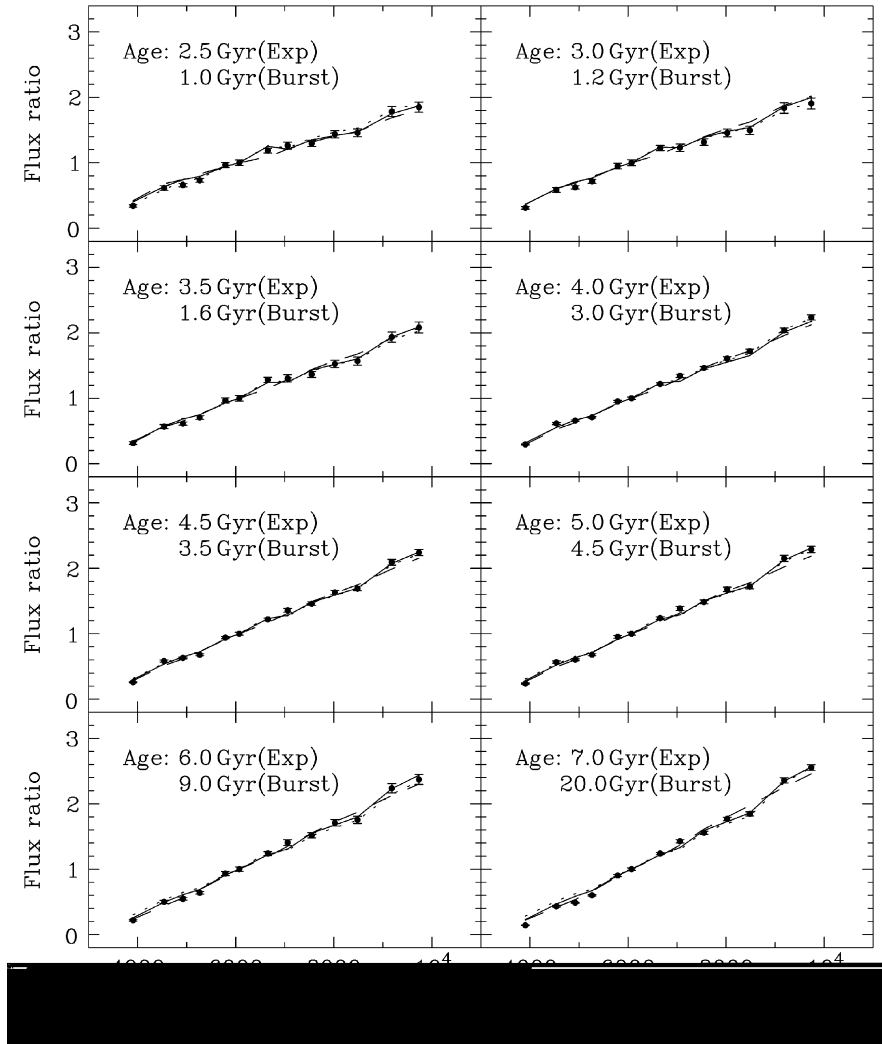 3
Age: 2.5 Gyr(Exp)
1.0 Gyr(Burst)
2
1
0
Flux ratio
Age: 3.0 Gyr(Exp)
1.2 Gyr(Burst)
3
Age: 3.5 Gyr(Exp)
1.6 Gyr(Burst)
2
1
0
Flux ratio
Age: 4.0 Gyr(Exp)
3.0 Gyr(Burst)
3
Age: 4.5 Gyr(Exp)
3.5 Gyr(Burst)
2
1
0
Flux ratio
Age: 5.0 Gyr(Exp)
4.5 Gyr(Burst)
3
Age: 6.0 Gyr(Exp)
9.0 Gyr(Burst)
2
1
0
Flux ratio
Age: 7.0 Gyr(Exp)
20.0Gyr(Burst)
10⁴ 10⁴